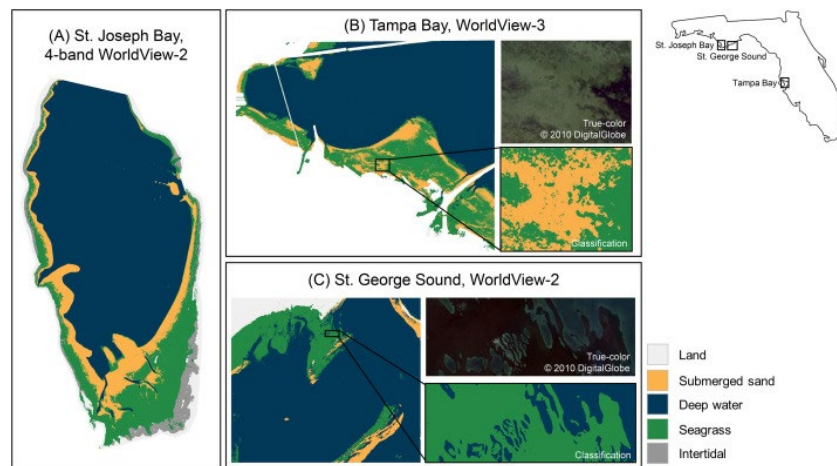 (A) St. Joseph Bay,
4-band WorldView-2
(B) Tampa Bay, WorldView-3
True-color
© 2010 DigitalGlobe
Classification
(C) St. George Sound, WorldView-2
True-color
© 2010 DigitalGlobe
Classification
St. Joseph Bay
St. George Sound
Tampa Bay
Land
Submerged sand
Deep water
Seagrass
Intertidal